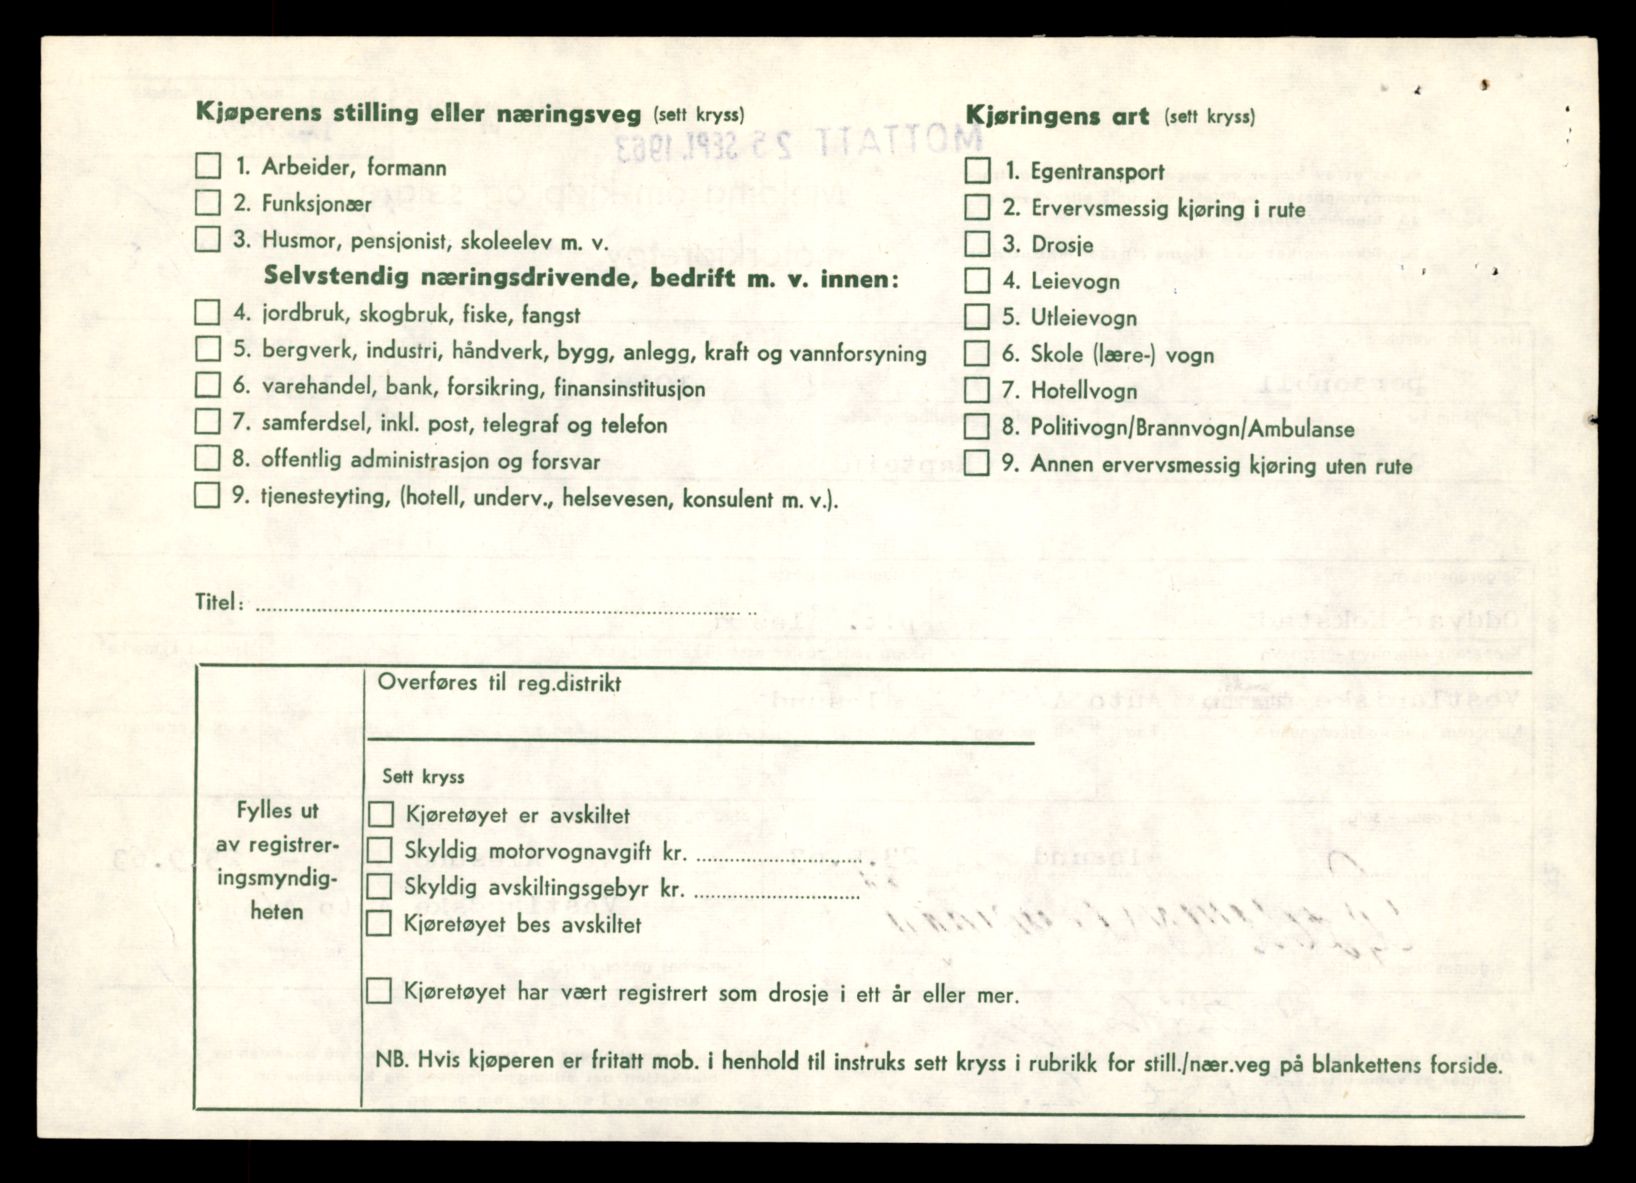 Kjøperens stilling eller næringsveg (sett kryss)
1. Arbeider, formann
2. Funksjonær
3. Husmor, pensjonist, skoleelev m. v.
Selvstendig næringsdrivende, bedrift m. v. innen:
4. jordbruk, skogbruk, fiske, fangst
5. bergverk, industri, håndverk, bygg, anlegg, kraft og vannforsyning
6. varehandel, bank, forsikring, finansinstitusjon
7. samferdsel, inkl. post, telegraf og telefon
8. offentlig administrasjon og forsvar
9. tjenesteyting, (hotell, underv., helsevesen, konsulent m. v.).
Kjøringens art (sett kryss)
1. Egentransport
2. Ervervsmessig kjøring i rute
3. Drosje
4. Leievogn
5. Utleievogn
6. Skole (lære-) vogn
7. Hotellvogn
8. Politivogn/Brannvogn/Ambulanse
9. Annen ervervsmessig kjøring uten rute
MOTTATT 25 SEPT. 1963
Titel:
Overføres til reg.distrikt
Fylles ut
av registrer-
ingsmyndig-
heten
Sett kryss
Kjøretøyet er avskiltet
Skyldig motorvognavgift kr.
Skyldig avskiltingsgebyr kr.
Kjøretøyet bes avskiltet
Kjøretøyet har vært registrert som drosje i ett år eller mer.
NB. Hvis kjøperen er fritatt mob. i henhold til instruks sett kryss i rubrikk for still./nær.veg på blankettens forside.